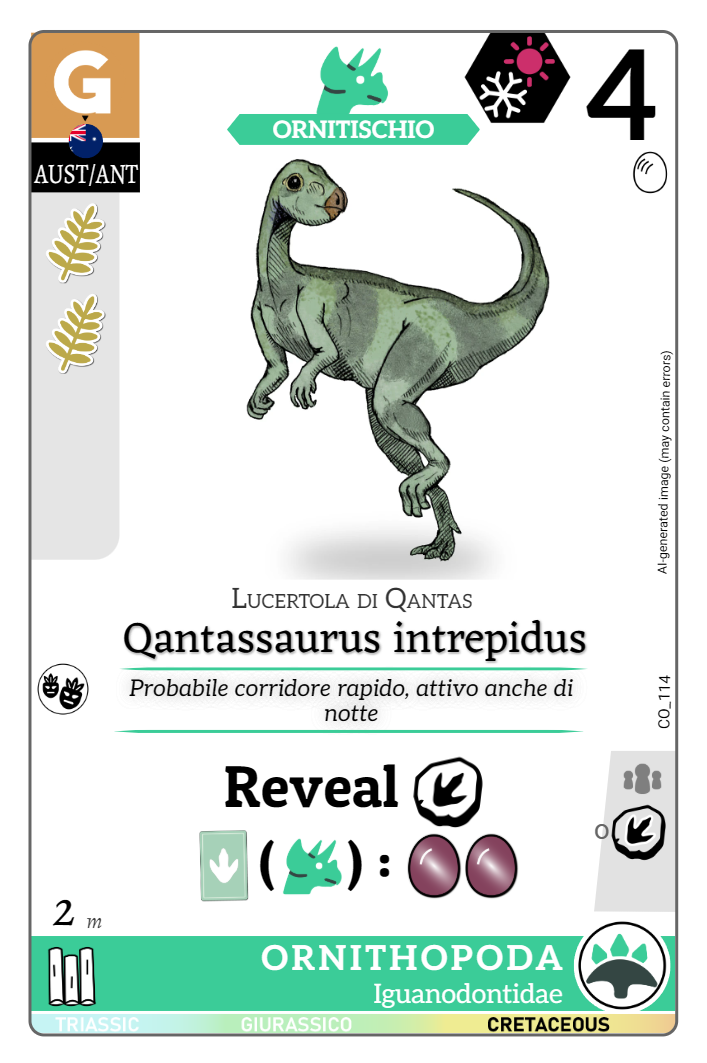 G
4
ORNITISCHIO
AUST/ANT
AI-generated image (may contain errors)
Lucertola di Qantas
Qantassaurus intrepidus
Probabile corridore rapido, attivo anche di
notte
CO_114
Reveal
( ) :
O
2 m
ORNITHOPODA
Iguanodontidae
TRIASSIC GIURASSICO CRETACEOUS